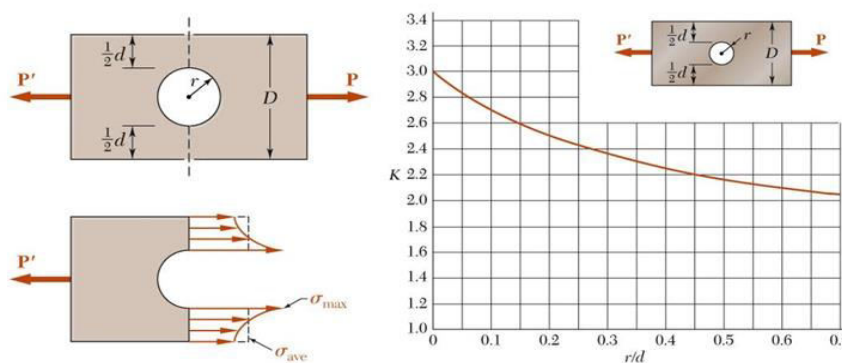 ½d
r
D
P′
P
½d
P′
σmax
σave
3.4
3.2
3.0
2.8
2.6
2.4
2.2
2.0
1.8
1.6
1.4
1.2
1.0
K
0
0.1
0.2
0.3
0.4
0.5
0.6
0.7
r/d
½d
r
D
P′
P
½d